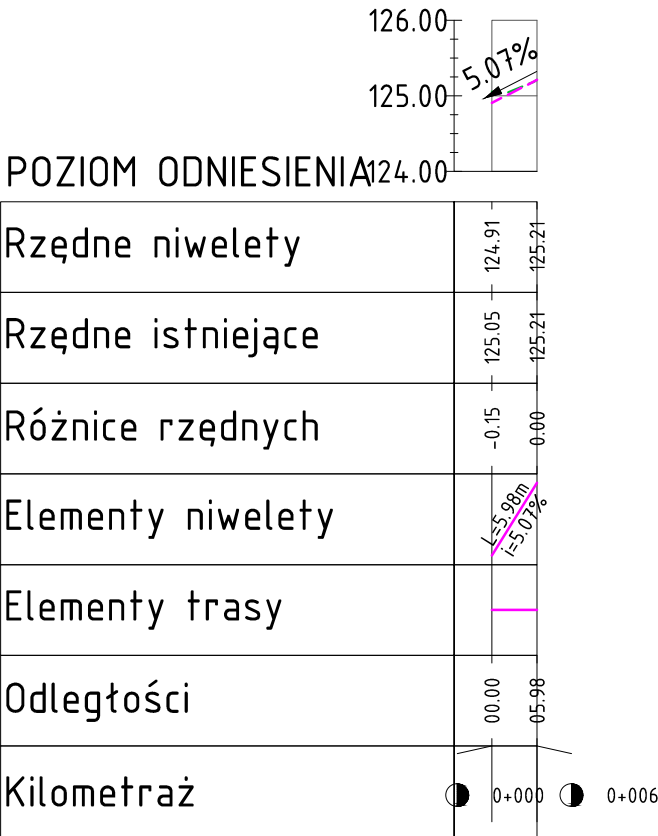 126.00
5.07%
125.00
POZIOM ODNIESIENIA 124.00
Rzędne niwelety 124.91 125.21
Rzędne istniejące 125.05 125.21
Różnice rzędnych -0.15 0.00
Elementy niwelety L=5.98m i=5.07%
Elementy trasy
Odległości 00.00 05.98
Kilometraż 0+000 0+006